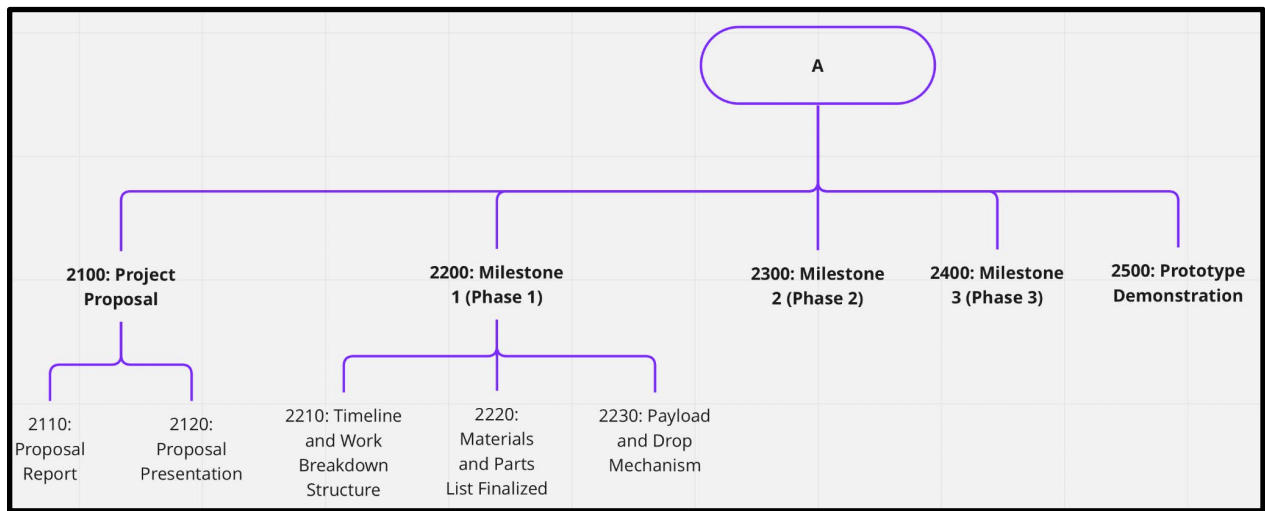 A
2100: Project
Proposal
2200: Milestone
1 (Phase 1)
2300: Milestone
2 (Phase 2)
2400: Milestone
3 (Phase 3)
2500: Prototype
Demonstration
2110:
Proposal
Report
2120:
Proposal
Presentation
2210: Timeline
and Work
Breakdown
Structure
2220:
Materials
and Parts
List Finalized
2230: Payload
and Drop
Mechanism